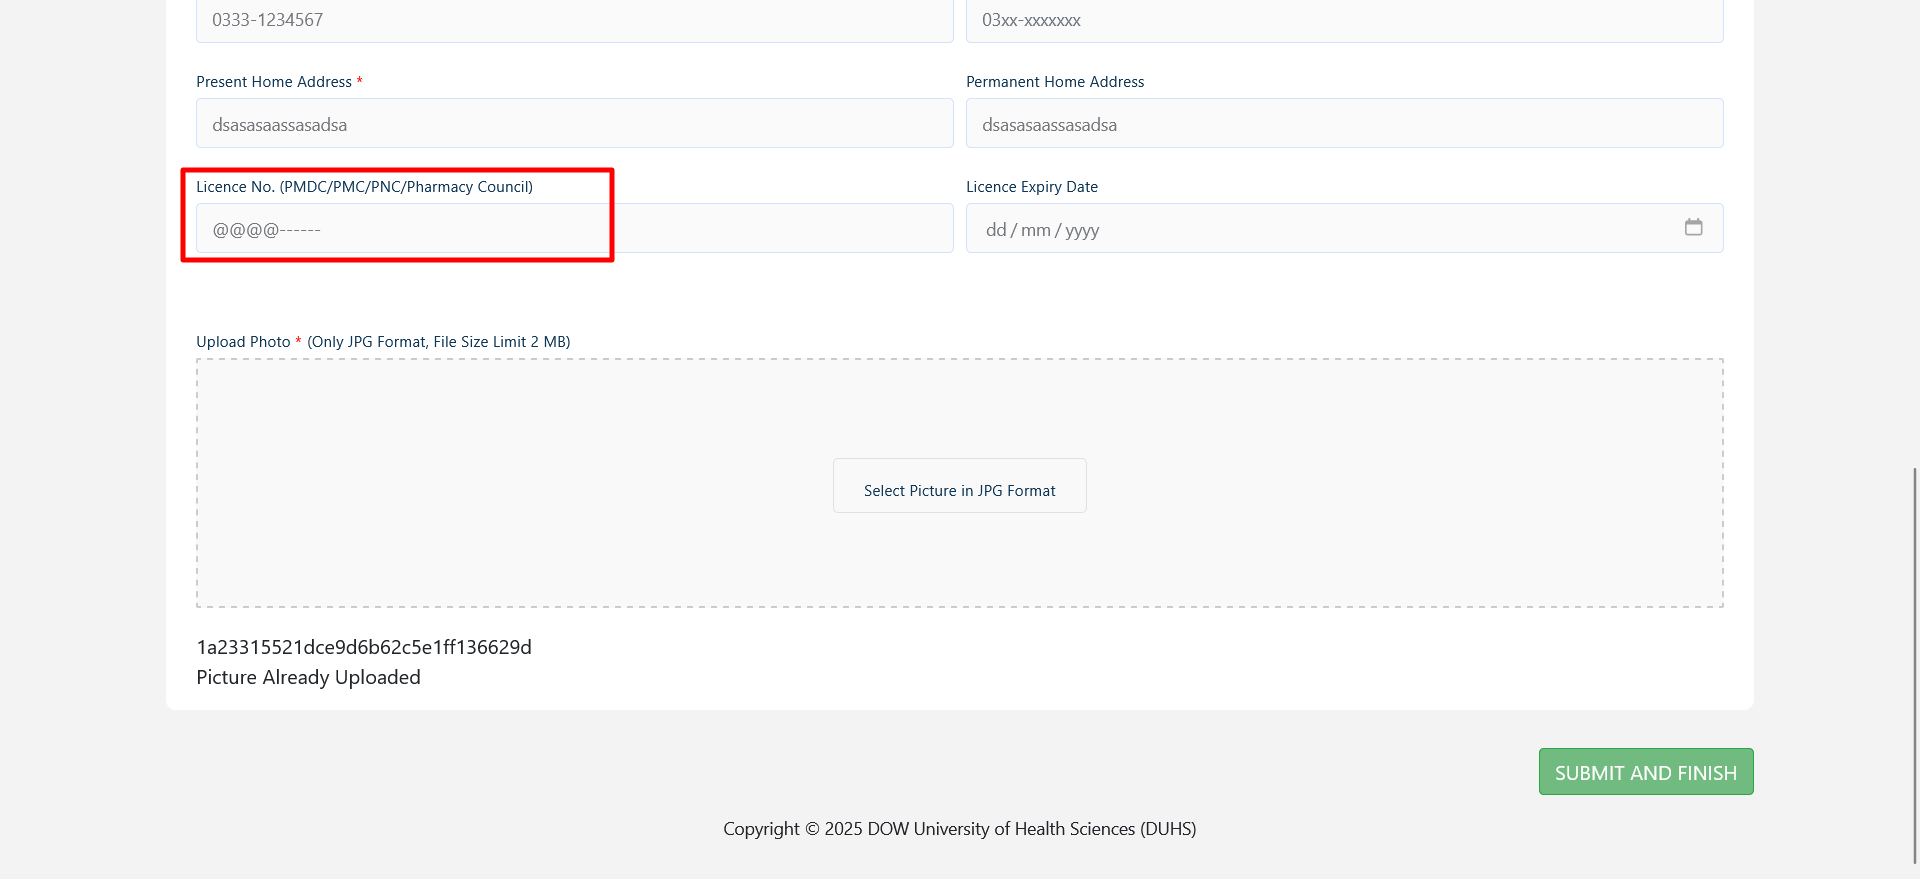 0333-1234567
03xx-xxxxxxx
Present Home Address *
Permanent Home Address
dsasasaassasadsa
dsasasaassasadsa
Licence No. (PMDC/PMC/PNC/Pharmacy Council)
Licence Expiry Date
@@@@------
dd / mm / yyyy
Upload Photo * (Only JPG Format, File Size Limit 2 MB)
Select Picture in JPG Format
1a23315521dce9d6b62c5e1ff136629d
Picture Already Uploaded
SUBMIT AND FINISH
Copyright © 2025 DOW University of Health Sciences (DUHS)